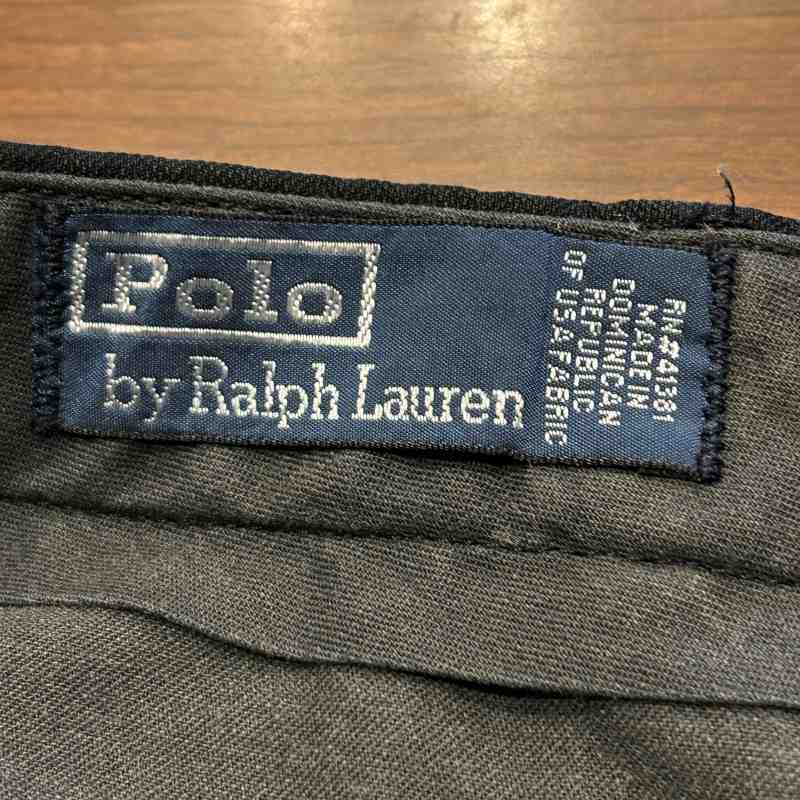 Polo
by Ralph Lauren
RN#41381
MADE IN
DOMINICAN
REPUBLIC
OF USA FABRIC